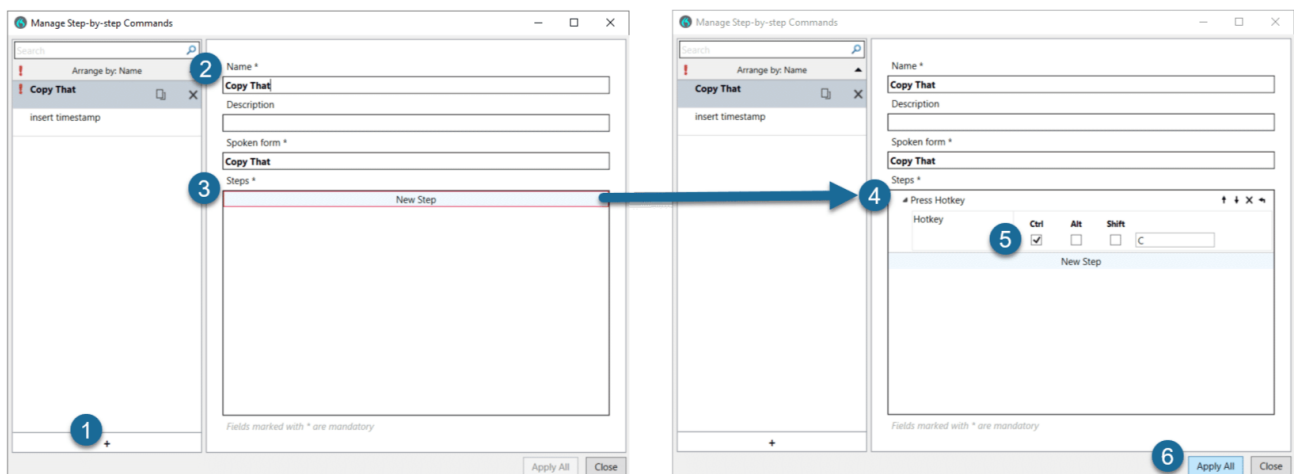 Manage Step-by-step Commands
Search
! Arrange by: Name
! Copy That
insert timestamp
1
+
2
Name *
Copy That
Description
Spoken form *
Copy That
3
Steps *
New Step
Fields marked with * are mandatory
Apply All Close
Manage Step-by-step Commands
Search
! Arrange by: Name
Copy That
insert timestamp
+
Name *
Copy That
Description
Spoken form *
Copy That
Steps *
4
Press Hotkey
Hotkey
5
Ctrl Alt Shift
C
New Step
Fields marked with * are mandatory
6
Apply All Close